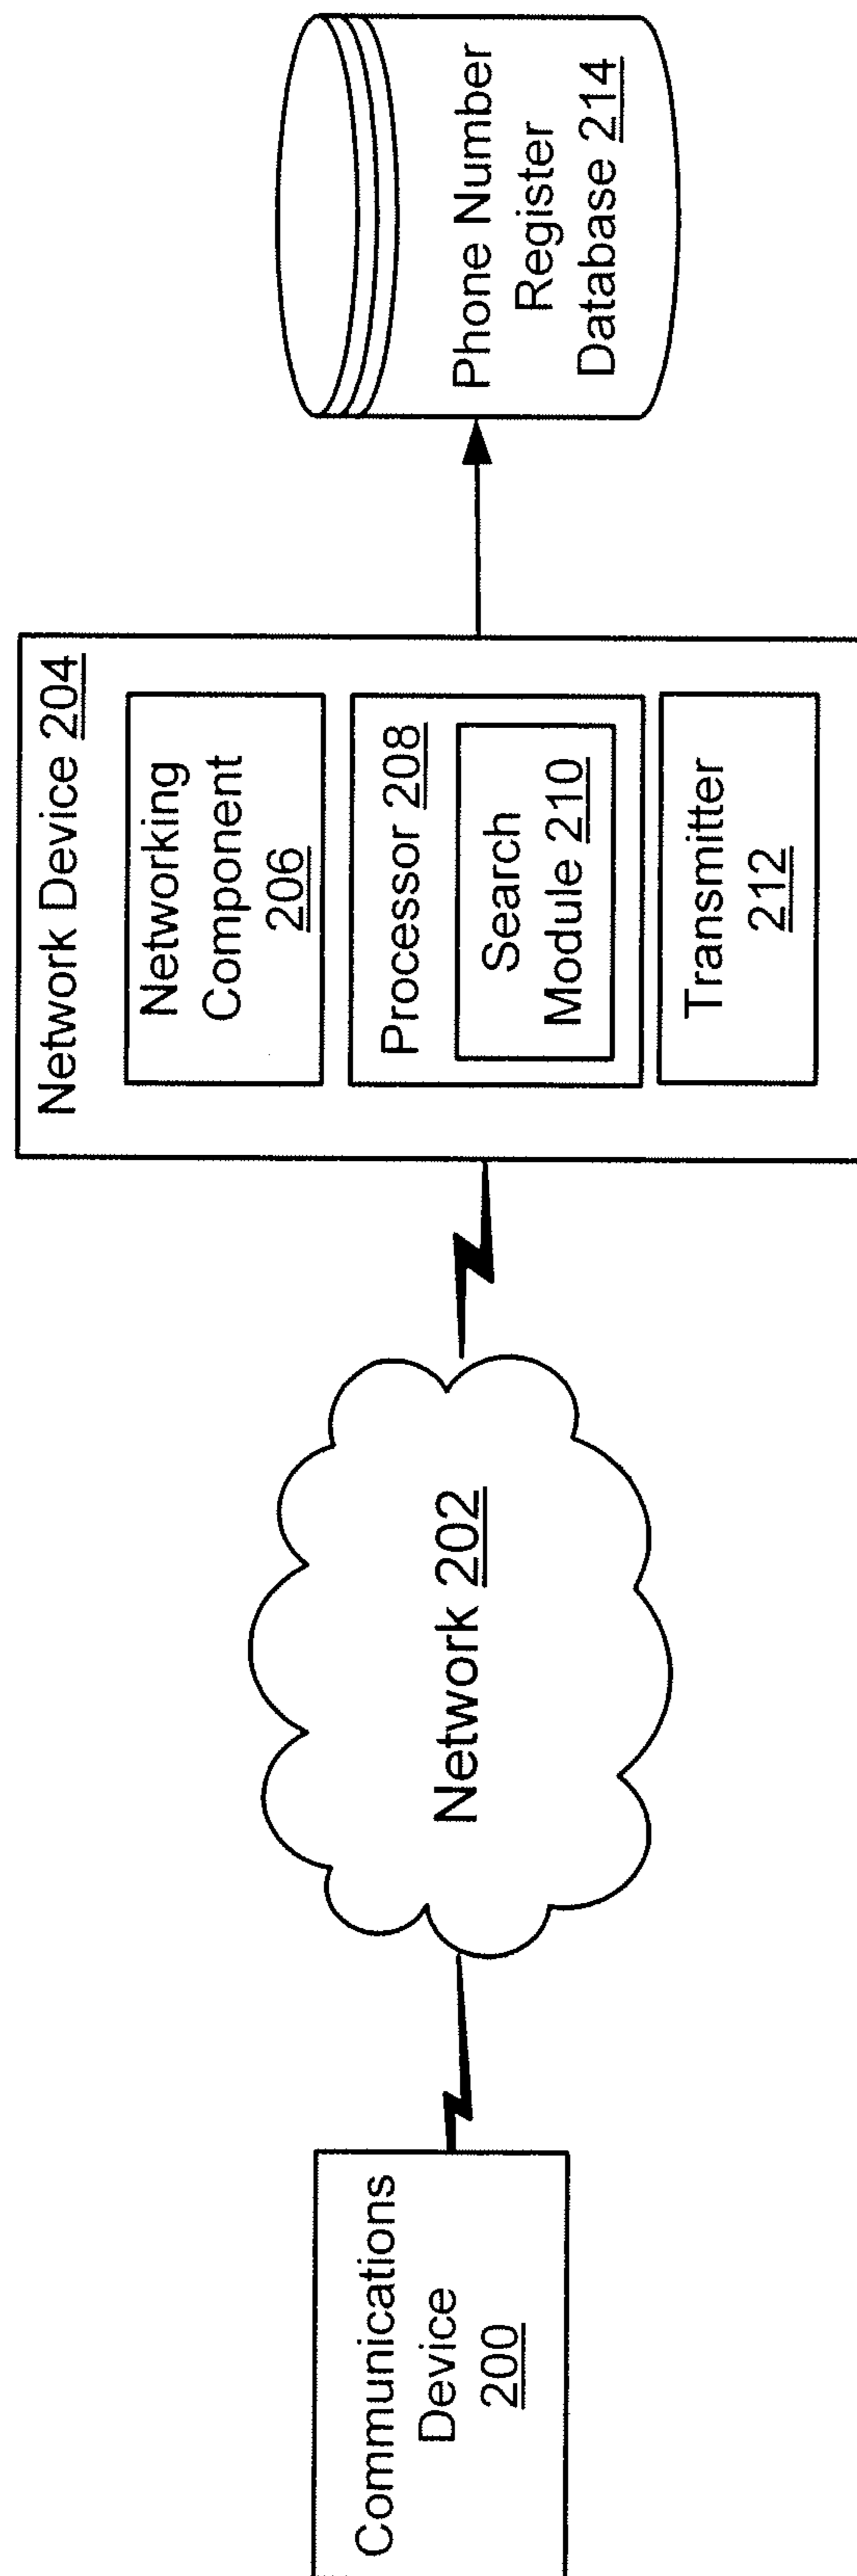 Communications
Device
200
Network 202
Network Device 204
Networking
Component
206
Processor 208
Search
Module 210
Transmitter
212
Phone Number
Register
Database 214